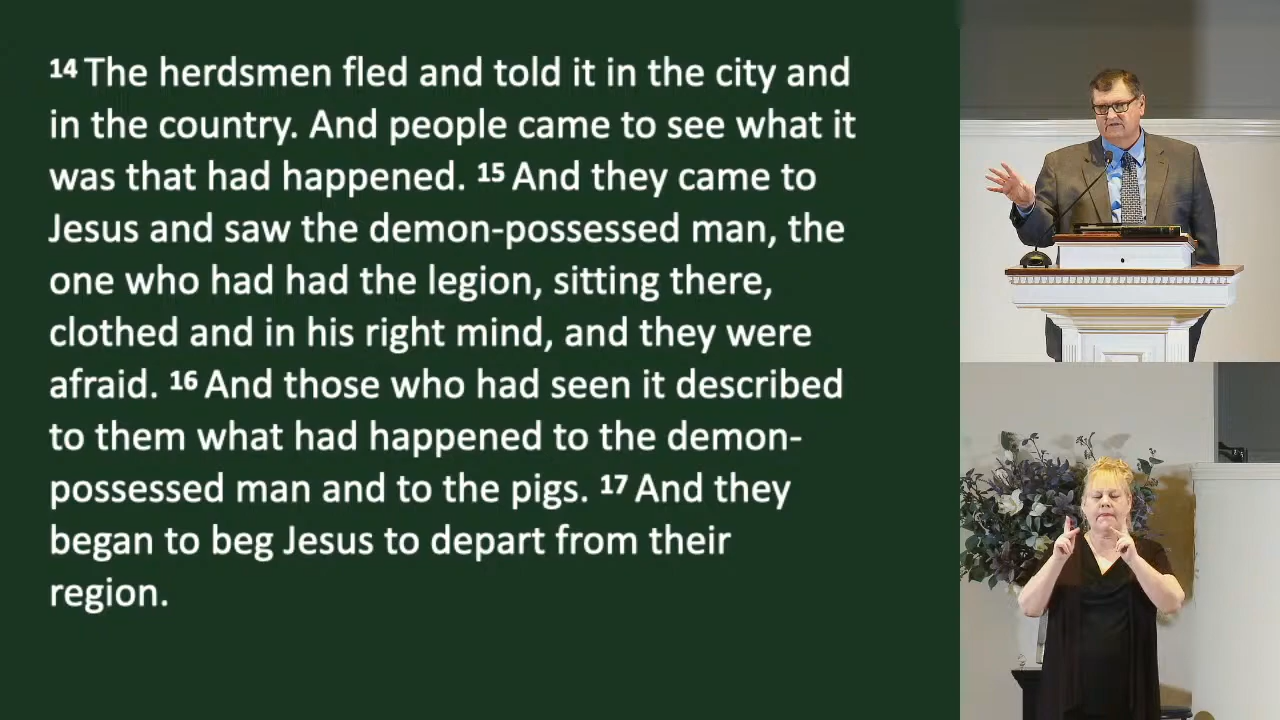 14 The herdsmen fled and told it in the city and
in the country. And people came to see what it
was that had happened. 15 And they came to
Jesus and saw the demon-possessed man, the
one who had had the legion, sitting there,
clothed and in his right mind, and they were
afraid. 16 And those who had seen it described
to them what had happened to the demon-
possessed man and to the pigs. 17 And they
began to beg Jesus to depart from their
region.